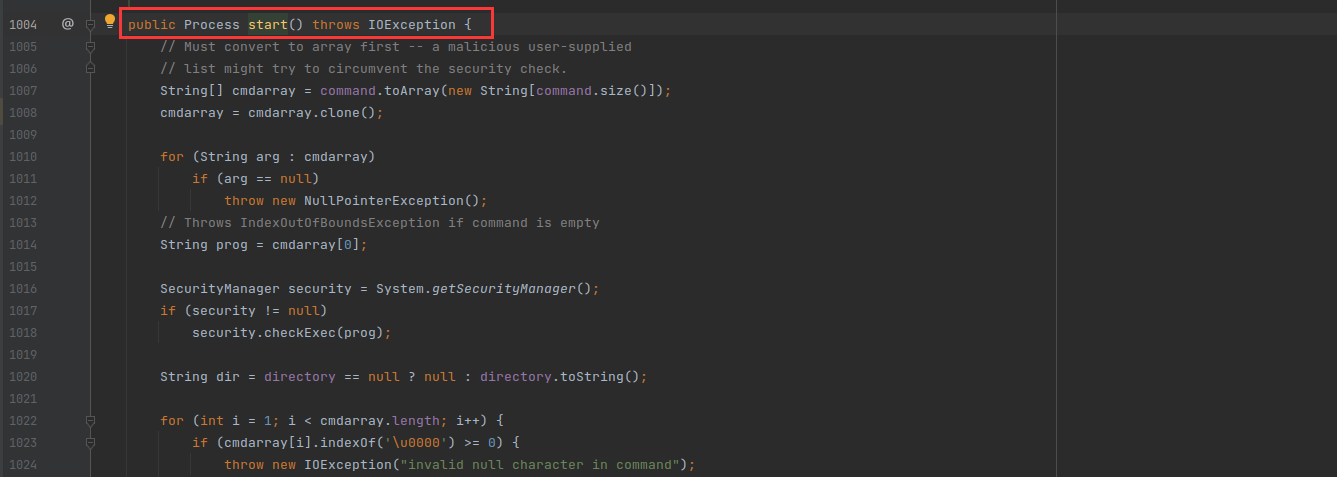 1004 @ public Process start() throws IOException {
1005 // Must convert to array first -- a malicious user-supplied
1006 // list might try to circumvent the security check.
1007 String[] cmdarray = command.toArray(new String[command.size()]);
1008 cmdarray = cmdarray.clone();
1009
1010 for (String arg : cmdarray)
1011 if (arg == null)
1012 throw new NullPointerException();
1013 // Throws IndexOutOfBoundsException if command is empty
1014 String prog = cmdarray[0];
1015
1016 SecurityManager security = System.getSecurityManager();
1017 if (security != null)
1018 security.checkExec(prog);
1019
1020 String dir = directory == null ? null : directory.toString();
1021
1022 for (int i = 1; i < cmdarray.length; i++) {
1023 if (cmdarray[i].indexOf('\u0000') >= 0) {
1024 throw new IOException("invalid null character in command");